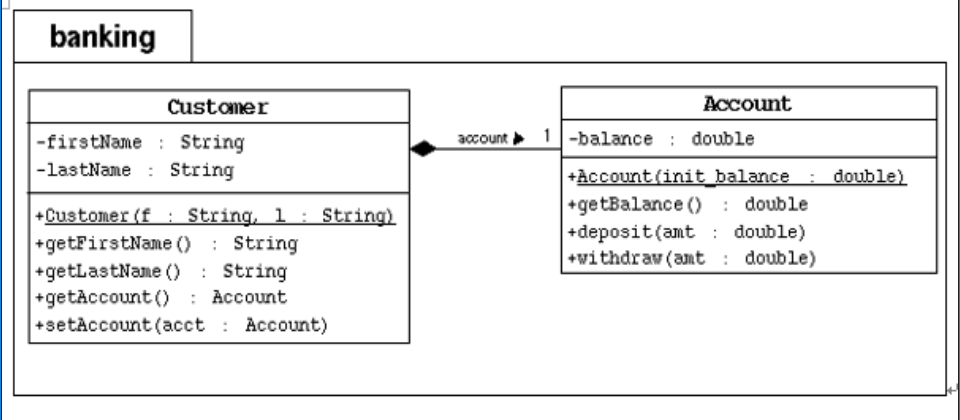 banking
Customer
-firstName : String
-lastName : String
+Customer(f : String, l : String)
+getFirstName() : String
+getLastName() : String
+getAccount() : Account
+setAccount(acct : Account)
account
1
Account
-balance : double
+Account(init_balance : double)
+getBalance() : double
+deposit(amt : double)
+withdraw(amt : double)